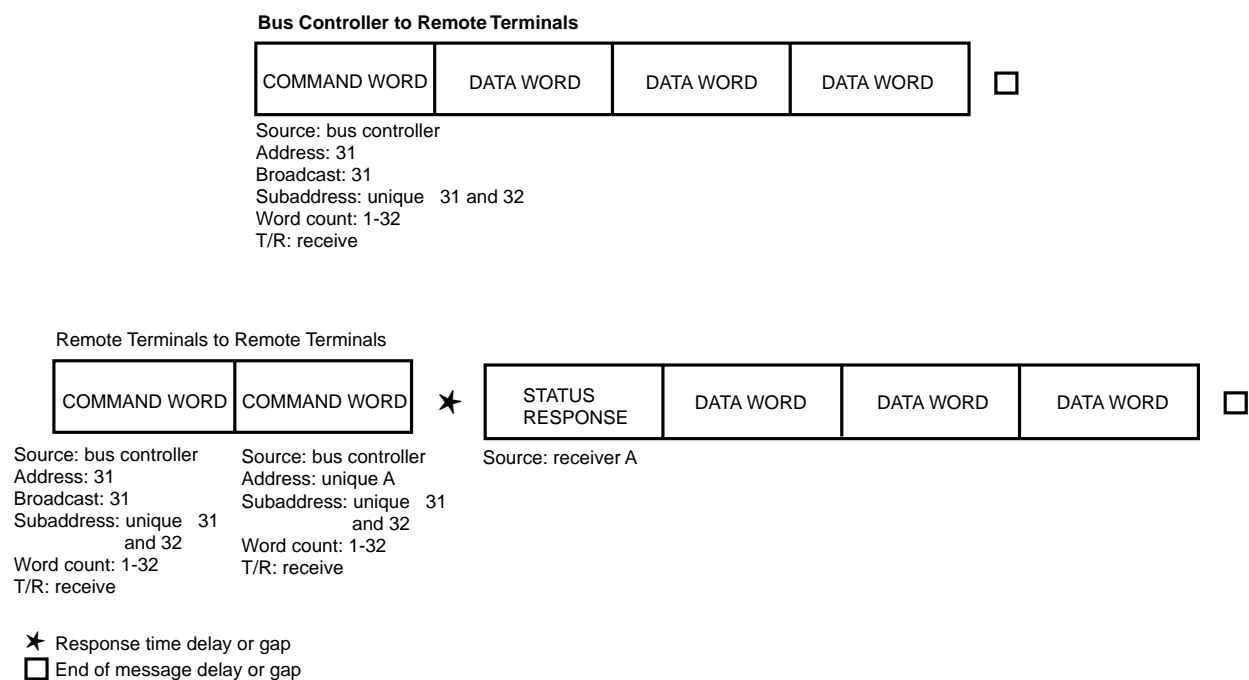 Bus Controller to Remote Terminals
COMMAND WORD DATA WORD DATA WORD DATA WORD
Source: bus controller
Address: 31
Broadcast: 31
Subaddress: unique 31 and 32
Word count: 1-32
T/R: receive
Remote Terminals to Remote Terminals
COMMAND WORD COMMAND WORD STATUS RESPONSE DATA WORD DATA WORD DATA WORD
Source: bus controller
Address: 31
Broadcast: 31
Subaddress: unique 31
and 32
Word count: 1-32
T/R: receive
Source: bus controller
Address: unique A
Subaddress: unique 31
and 32
Word count: 1-32
T/R: receive
Source: receiver A
Response time delay or gap
End of message delay or gap